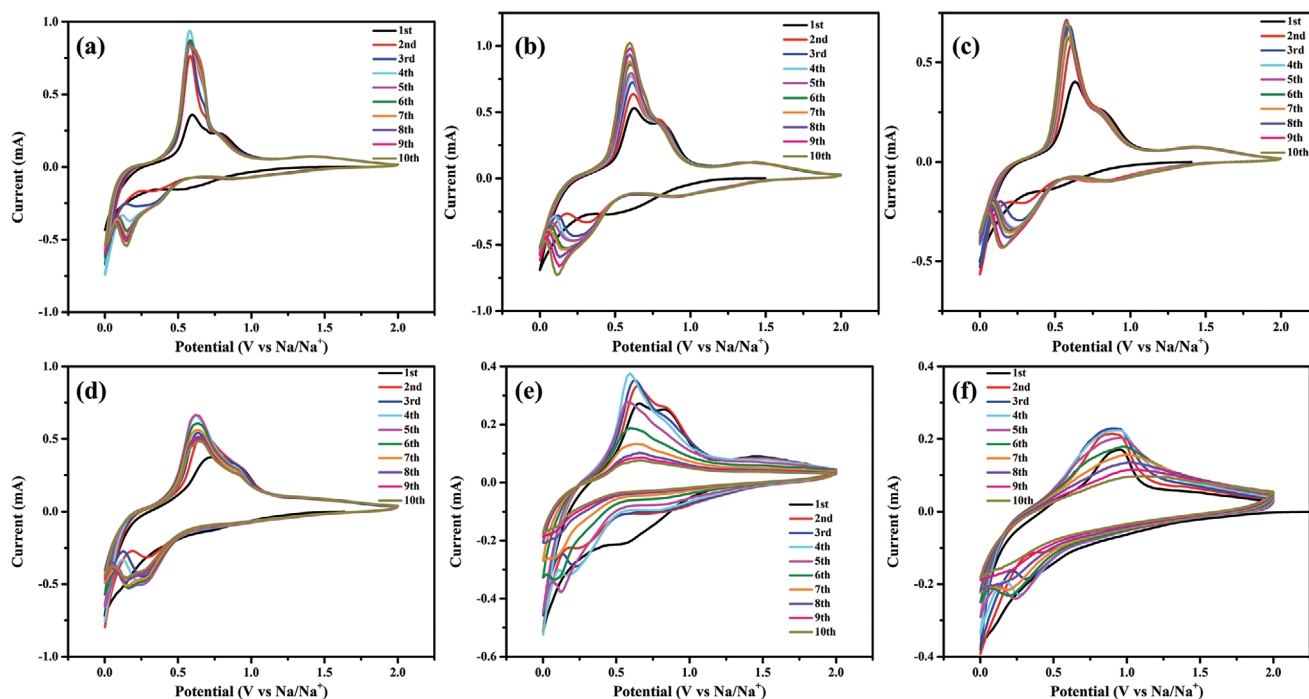 (a)
1st
2nd
3rd
4th
5th
6th
7th
8th
9th
10th
1.0
0.5
0.0
-0.5
-1.0
Current (mA)
0.0 0.5 1.0 1.5 2.0
Potential (V vs Na/Na+)
(b)
1st
2nd
3rd
4th
5th
6th
7th
8th
9th
10th
1.0
0.5
0.0
-0.5
-1.0
Current (mA)
0.0 0.5 1.0 1.5 2.0
Potential (V vs Na/Na+)
(c)
1st
2nd
3rd
4th
5th
6th
7th
8th
9th
10th
0.5
0.0
-0.5
Current (mA)
0.0 0.5 1.0 1.5 2.0
Potential (V vs Na/Na+)
(d)
1st
2nd
3rd
4th
5th
6th
7th
8th
9th
10th
1.0
0.5
0.0
-0.5
-1.0
Current (mA)
0.0 0.5 1.0 1.5 2.0
Potential (V vs Na/Na+)
(e)
1st
2nd
3rd
4th
5th
6th
7th
8th
9th
10th
0.4
0.2
0.0
-0.2
-0.4
-0.6
Current (mA)
0.0 0.5 1.0 1.5 2.0
Potential (V vs Na/Na+)
(f)
1st
2nd
3rd
4th
5th
6th
7th
8th
9th
10th
0.4
0.2
0.0
-0.2
-0.4
Current (mA)
0.0 0.5 1.0 1.5 2.0
Potential (V vs Na/Na+)